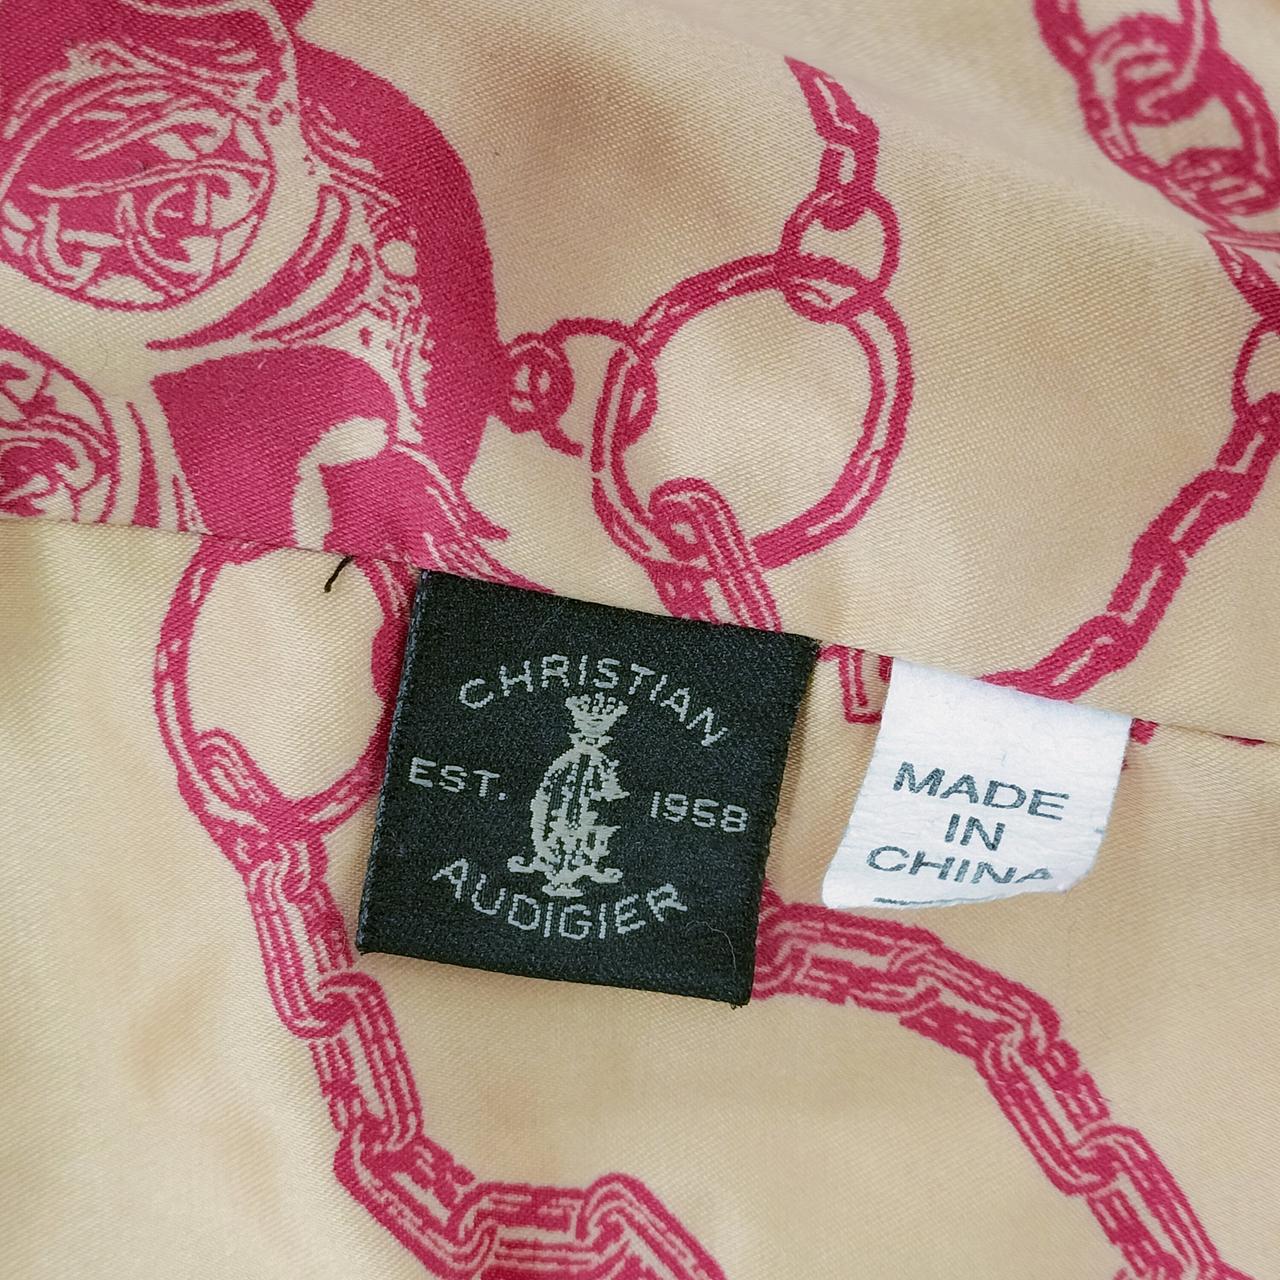 CHRISTIAN
EST. 1958
AUDIGIER
MADE
IN
CHINA